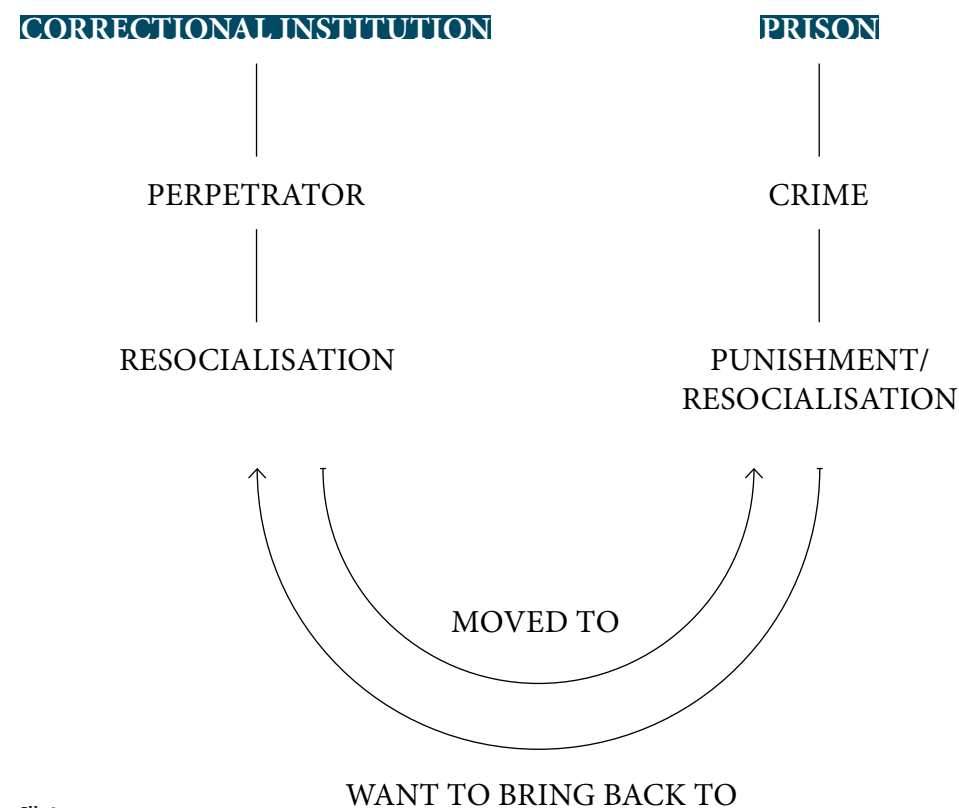 CORRECTIONAL INSTITUTION
PRISON
PERPETRATOR
CRIME
RESOCIALISATION
PUNISHMENT/
RESOCIALISATION
MOVED TO
WANT TO BRING BACK TO